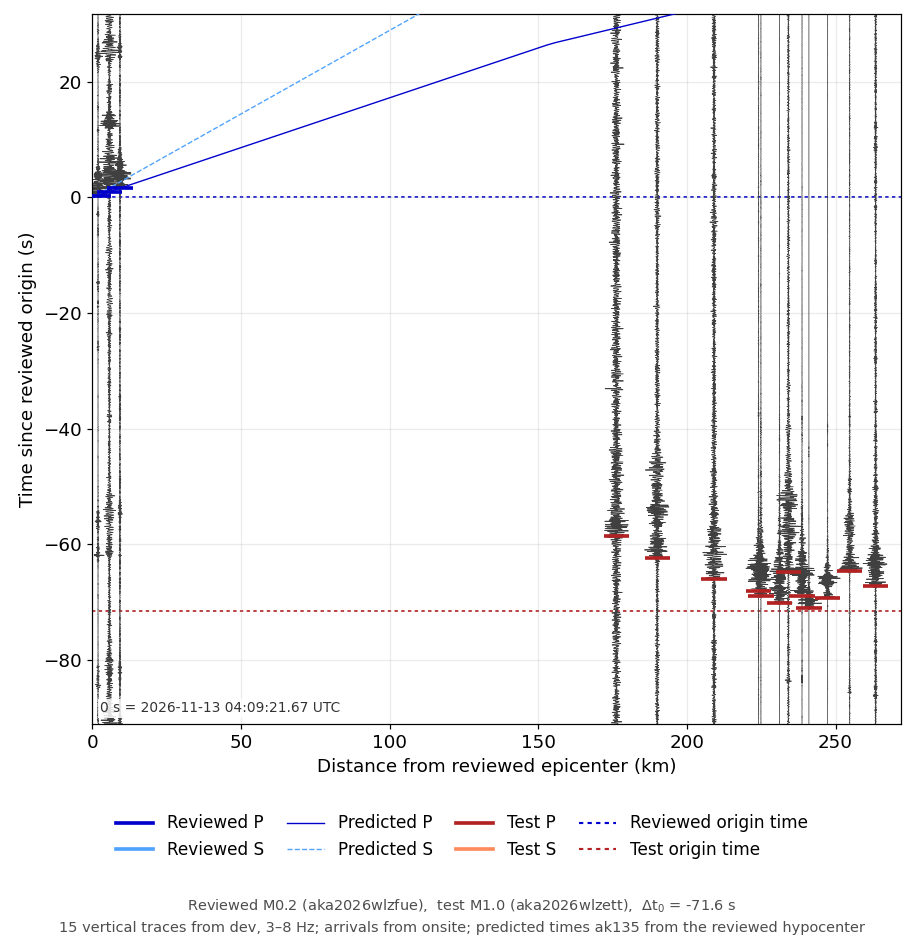 20
0
−20
−40
−60
−80
Time since reviewed origin (s)
0 s = 2026-11-13 04:09:21.67 UTC
0 50 100 150 200 250
Distance from reviewed epicenter (km)
Reviewed P Predicted P Test P Reviewed origin time
Reviewed S Predicted S Test S Test origin time
Reviewed M0.2 (aka2026wlzfue), test M1.0 (aka2026wlzett), Δt0 = -71.6 s
15 vertical traces from dev, 3–8 Hz; arrivals from onsite; predicted times ak135 from the reviewed hypocenter